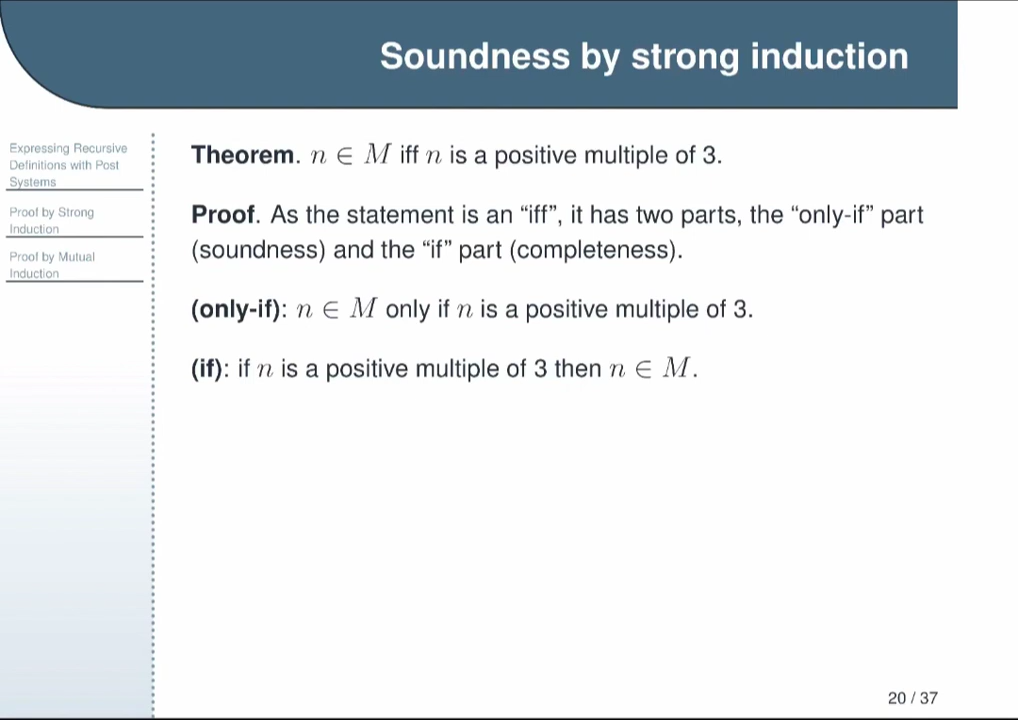 Soundness by strong induction
Expressing Recursive
Definitions with Post
Systems
Proof by Strong
Induction
Proof by Mutual
Induction
Theorem. n ∈ M iff n is a positive multiple of 3.
Proof. As the statement is an “iff”, it has two parts, the “only-if” part
(soundness) and the “if” part (completeness).
(only-if): n ∈ M only if n is a positive multiple of 3.
(if): if n is a positive multiple of 3 then n ∈ M.
20 / 37